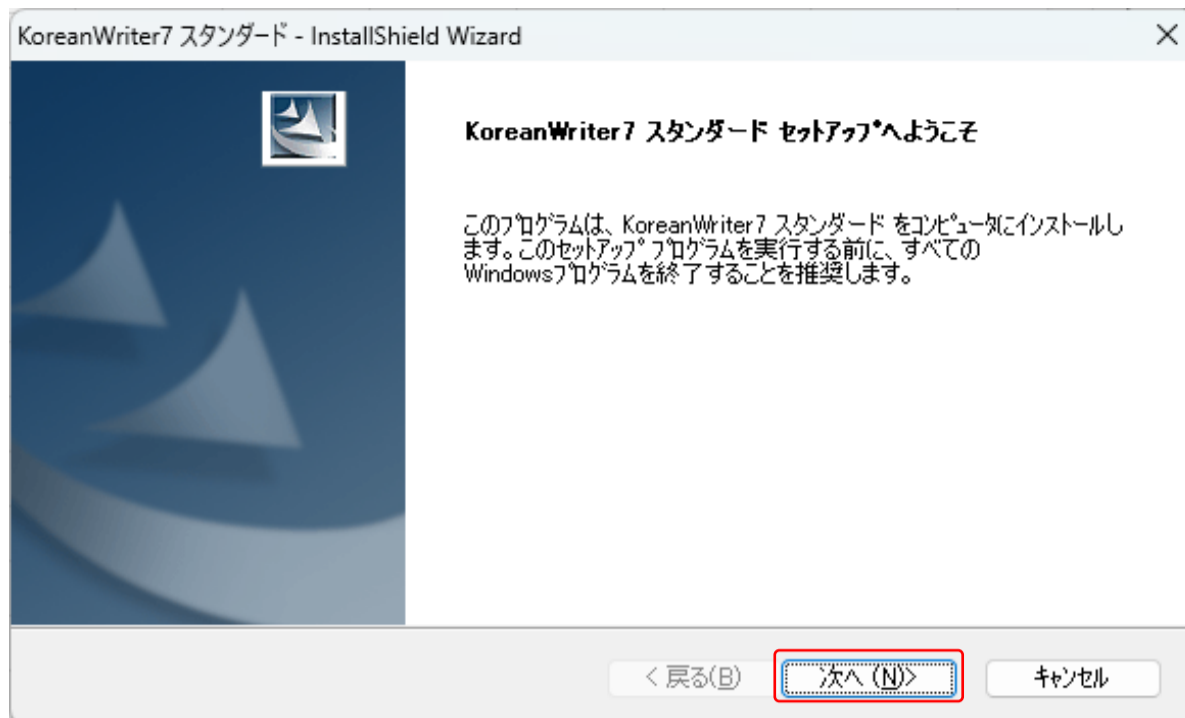 KoreanWriter7 スタンダード - InstallShield Wizard
KoreanWriter7 スタンダード セットアップへようこそ
このプログラムは、KoreanWriter7 スタンダード をコンピュータにインストールし
ます。このセットアップ プログラムを実行する前に、すべての
Windowsプログラムを終了することを推奨します。
< 戻る(B)
次へ (N)>
キャンセル